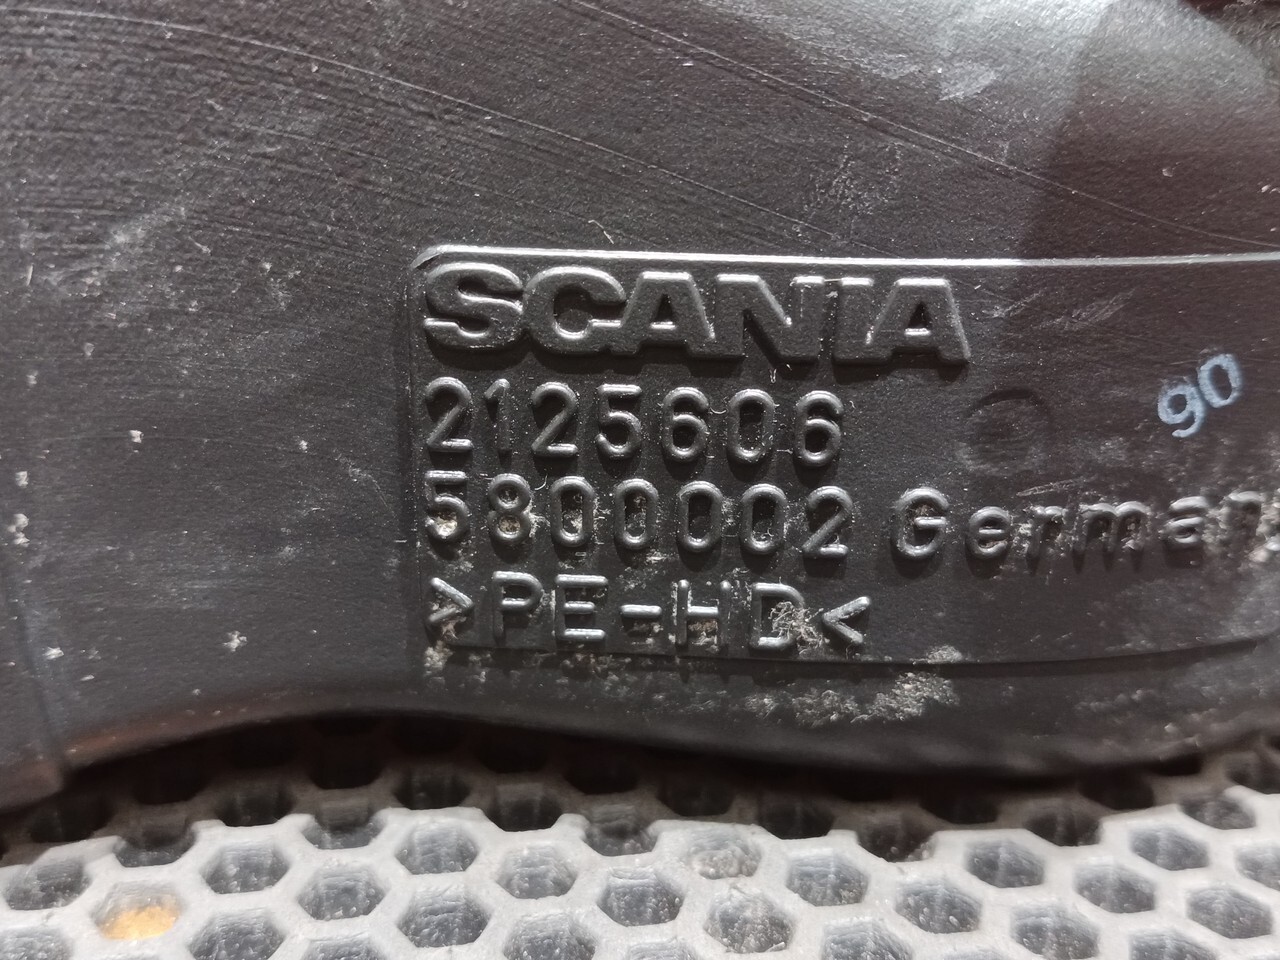 SCANIA
2125606
90
5800002 German
>PE-HD<